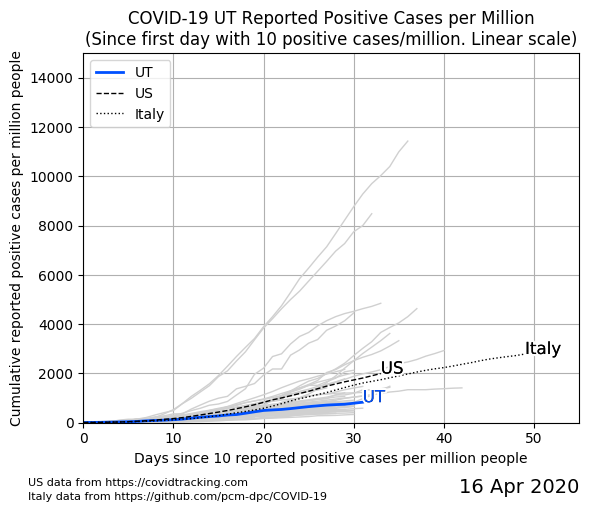 COVID-19 UT Reported Positive Cases per Million
(Since first day with 10 positive cases/million. Linear scale)
Cumulative reported positive cases per million people
14000
12000
10000
8000
6000
4000
2000
0
UT
US
Italy
Italy
US
UT
0 10 20 30 40 50
Days since 10 reported positive cases per million people
US data from https://covidtracking.com
Italy data from https://github.com/pcm-dpc/COVID-19
16 Apr 2020